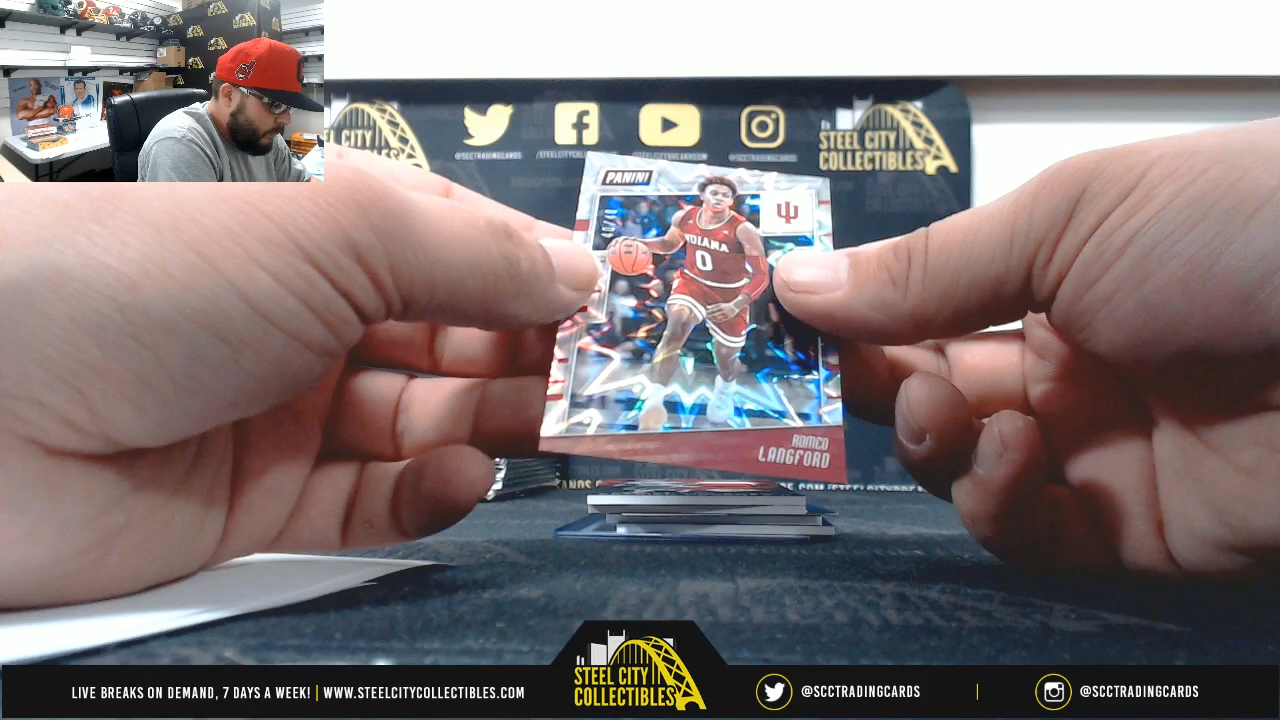 STEEL CITY
COLLECTIBLES
@SCCTRADINGCARDS
@SCCTRADINGCARDS
PANINI
INDIANA
0
ROMEO
LANGFORD
STEEL CITY
COLLECTIBLES
LIVE BREAKS ON DEMAND, 7 DAYS A WEEK! | WWW.STEELCITYCOLLECTIBLES.COM
@SCCTRADINGCARDS | @SCCTRADINGCARDS